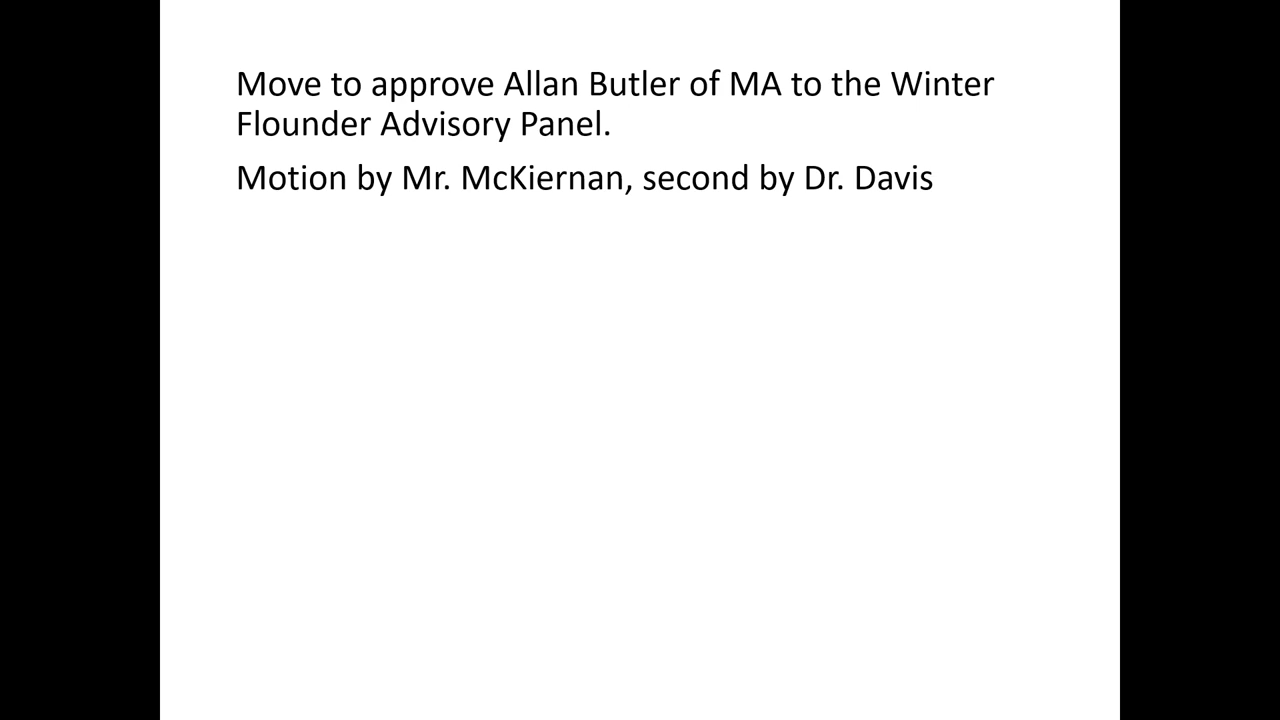 Move to approve Allan Butler of MA to the Winter
Flounder Advisory Panel.
Motion by Mr. McKiernan, second by Dr. Davis